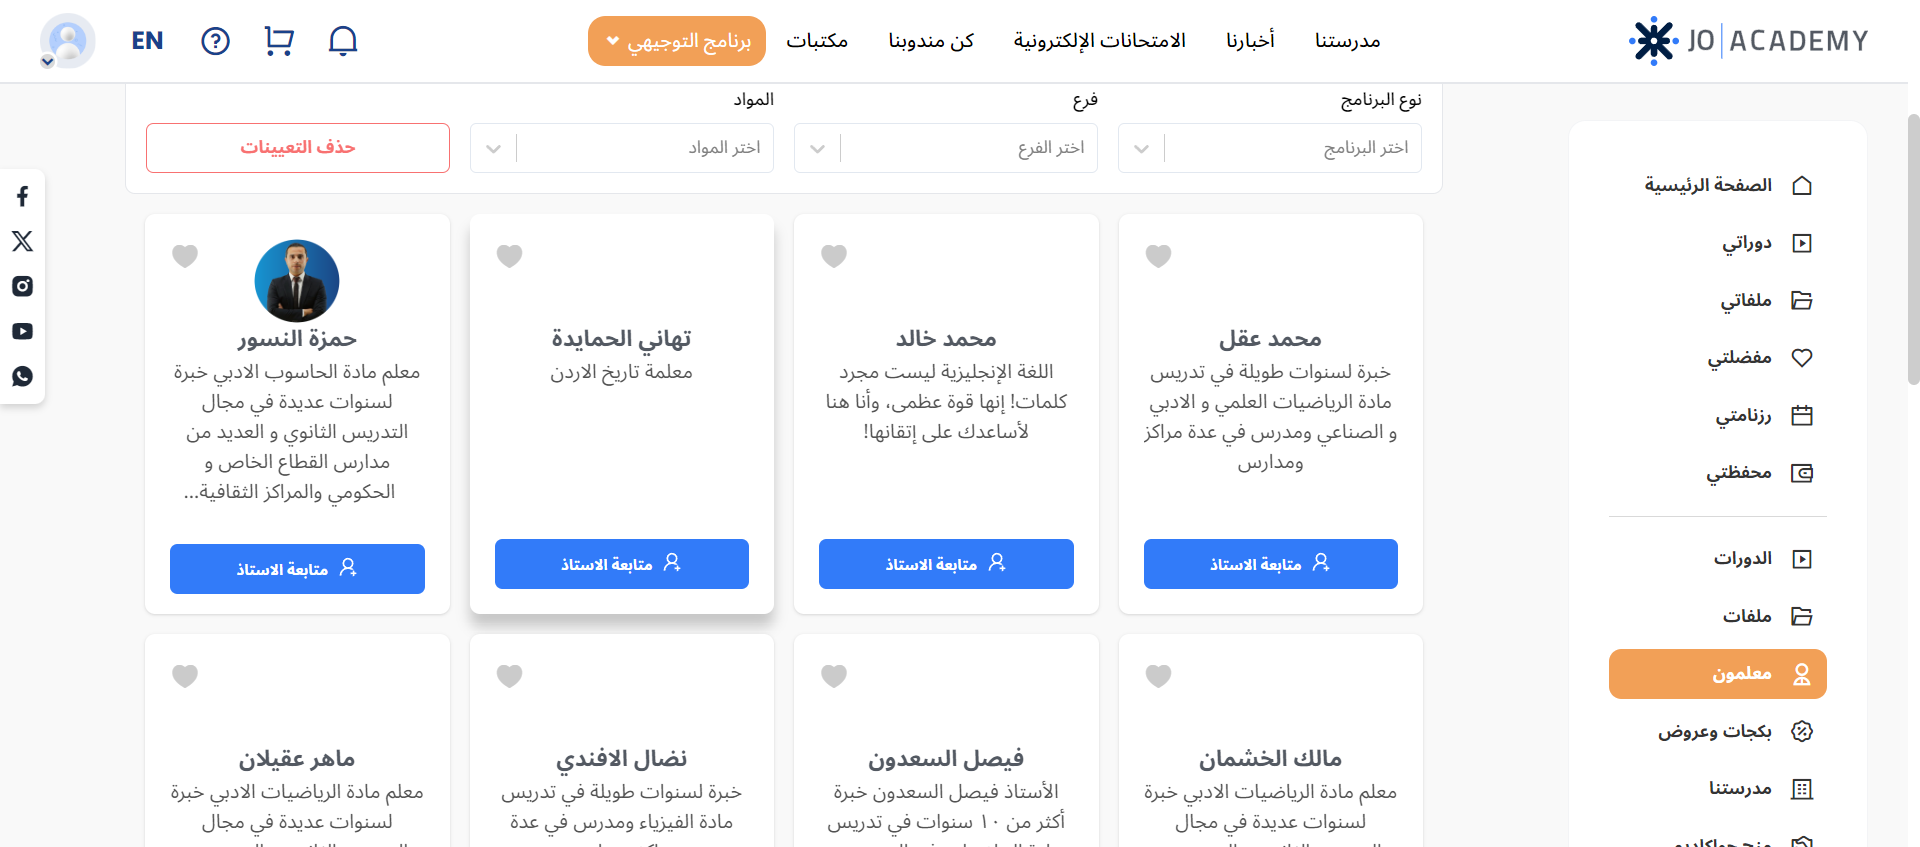 JO ACADEMY
مدرستنا
أخبارنا
الامتحانات الإلكترونية
كن مندوبنا
مكتبات
برنامج التوجيهي
EN
نوع البرنامج
فرع
المواد
اختر البرنامج
اختر الفرع
اختر المواد
حذف التعيينات
الصفحة الرئيسية
دوراتي
ملفاتي
مفضلتي
رزنامتي
محفظتي
الدورات
ملفات
معلمون
بكجات وعروض
مدرستنا
محمد عقل
خبرة لسنوات طويلة في تدريس
مادة الرياضيات العلمي و الادبي
و الصناعي ومدرس في عدة مراكز
ومدارس
متابعة الاستاذ
محمد خالد
اللغة الإنجليزية ليست مجرد
كلمات! إنها قوة عظمى، وأنا هنا
لأساعدك على إتقانها!
متابعة الاستاذ
تهاني الحمايدة
معلمة تاريخ الاردن
متابعة الاستاذ
حمزة النسور
معلم مادة الحاسوب الادبي خبرة
لسنوات عديدة في مجال
التدريس الثانوي و العديد من
مدارس القطاع الخاص و
الحكومي والمراكز الثقافية...
متابعة الاستاذ
مالك الخشمان
معلم مادة الرياضيات الادبي خبرة
لسنوات عديدة في مجال
فيصل السعدون
الأستاذ فيصل السعدون خبرة
أكثر من ١٠ سنوات في تدريس
نضال الافندي
خبرة لسنوات طويلة في تدريس
مادة الفيزياء ومدرس في عدة
ماهر عقيلان
معلم مادة الرياضيات الادبي خبرة
لسنوات عديدة في مجال